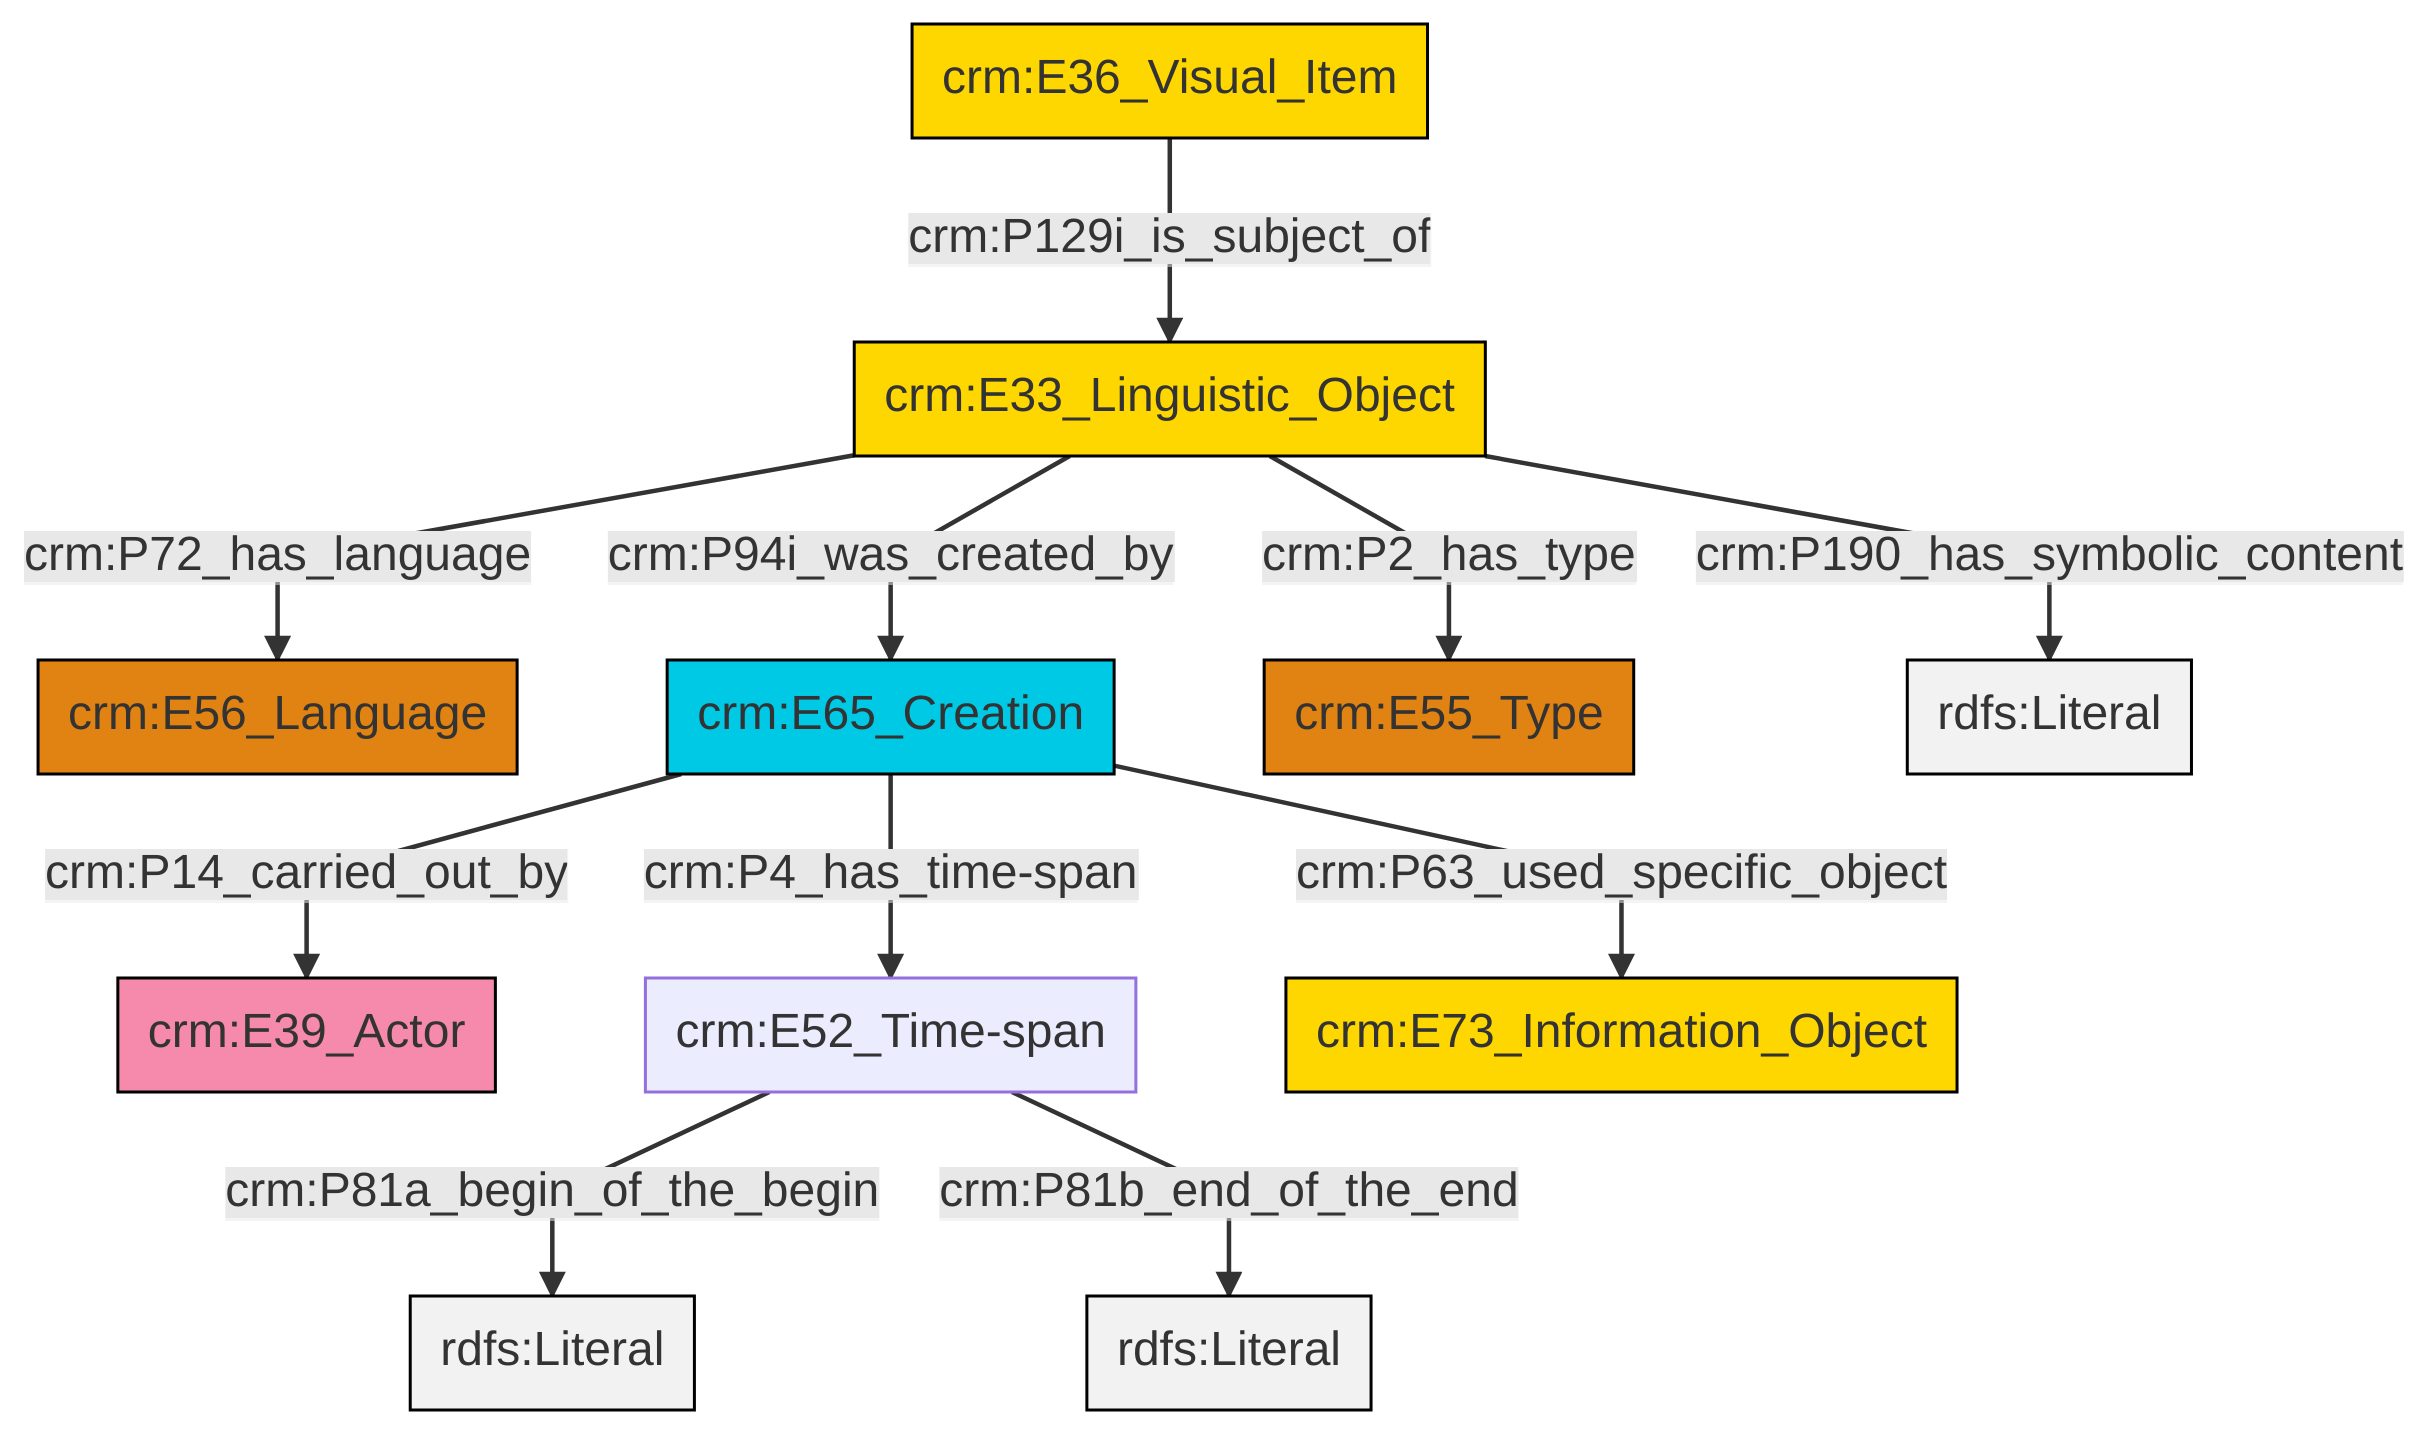 crm:E36_Visual_Item
crm:P129i_is_subject_of
crm:E33_Linguistic_Object
crm:P72_has_language
crm:P94i_was_created_by
crm:P2_has_type
crm:P190_has_symbolic_content
crm:E56_Language
crm:E65_Creation
crm:E55_Type
rdfs:Literal
crm:P14_carried_out_by
crm:P4_has_time-span
crm:P63_used_specific_object
crm:E39_Actor
crm:E52_Time-span
crm:E73_Information_Object
crm:P81a_begin_of_the_begin
crm:P81b_end_of_the_end
rdfs:Literal
rdfs:Literal